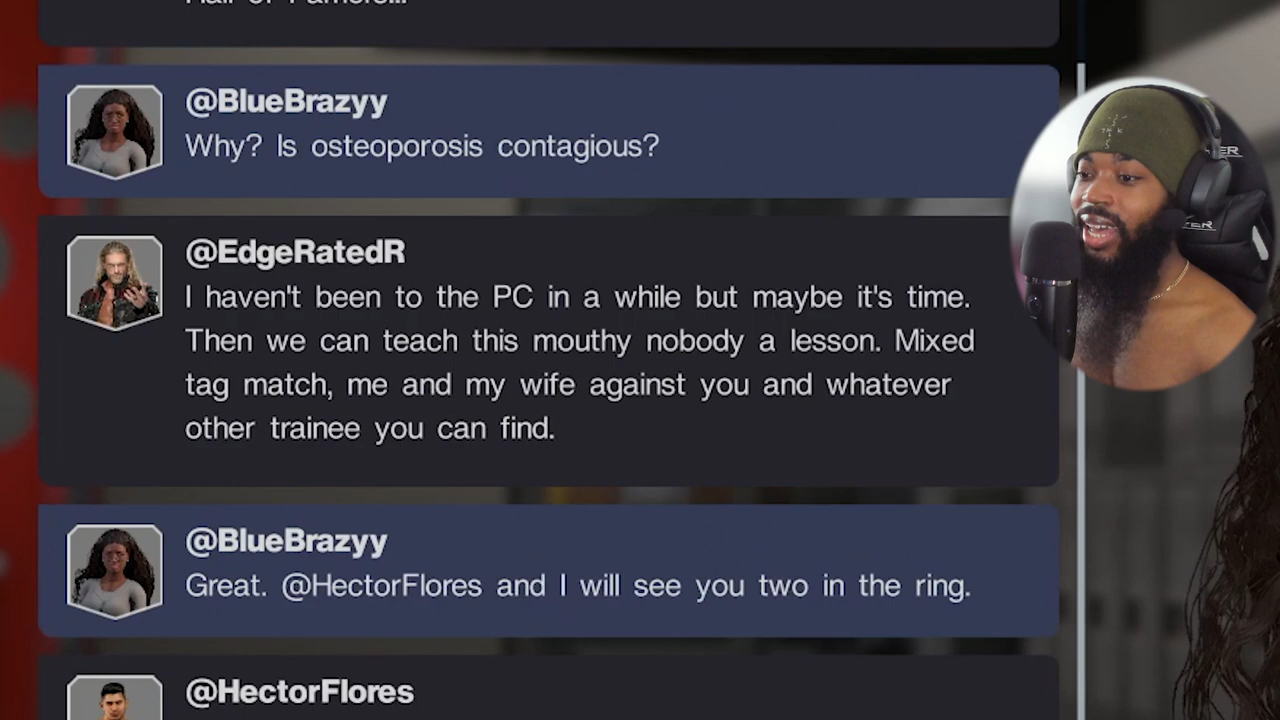 @BlueBrazyy
Why? Is osteoporosis contagious?
@EdgeRatedR
I haven't been to the PC in a while but maybe it's time.
Then we can teach this mouthy nobody a lesson. Mixed
tag match, me and my wife against you and whatever
other trainee you can find.
@BlueBrazyy
Great. @HectorFlores and I will see you two in the ring.
@HectorFlores